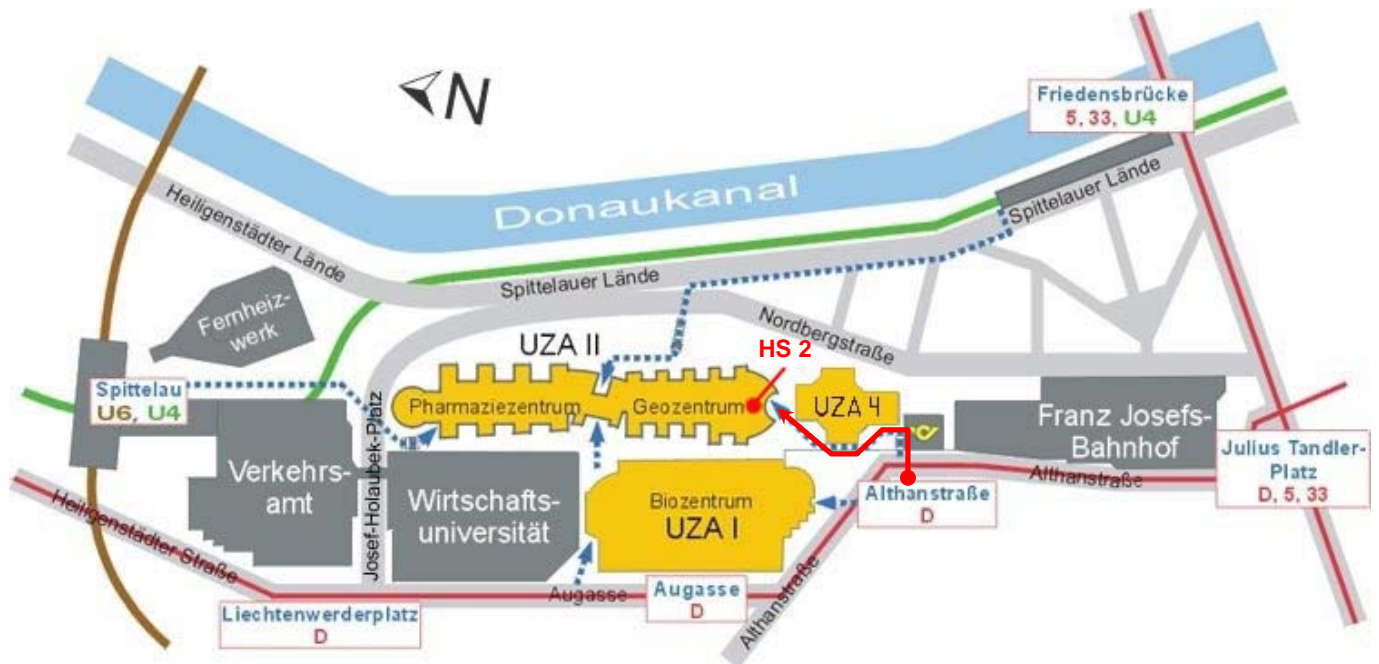 N
Friedensbrücke
5, 33, U4
Donaukanal
Heiligenstädter Lände
Spittelauer Lände
Spittelauer Lände
Fernheiz-
werk
Nordbergstraße
UZA II
HS 2
Spittelau
U6, U4
Pharmaziezentrum
Geozentrum
UZA 4
Franz Josefs-
Bahnhof
Josef-Holaubek-Platz
Verkehrs-
amt
Wirtschafts-
universität
Biozentrum
UZA I
Althanstraße
D
Althanstraße
Julius Tandler-
Platz
D, 5, 33
Heiligenstädter Straße
Liechtenwerderplatz
D
Augasse
Augasse
D
Althanstraße